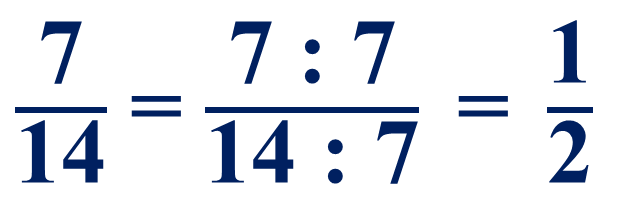 7/14 = 7 : 7/14 : 7 = 1/2